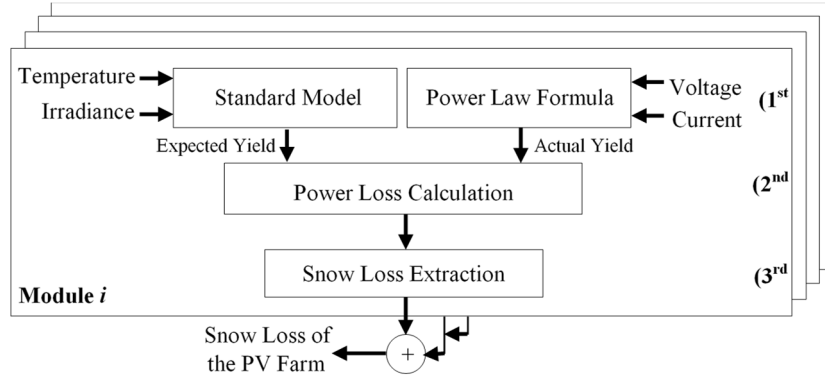 Temperature
Irradiance
Standard Model
Power Law Formula
Voltage
Current
(1st
Expected Yield
Actual Yield
Power Loss Calculation
(2nd
Snow Loss Extraction
(3rd
Module i
Snow Loss of
the PV Farm
+